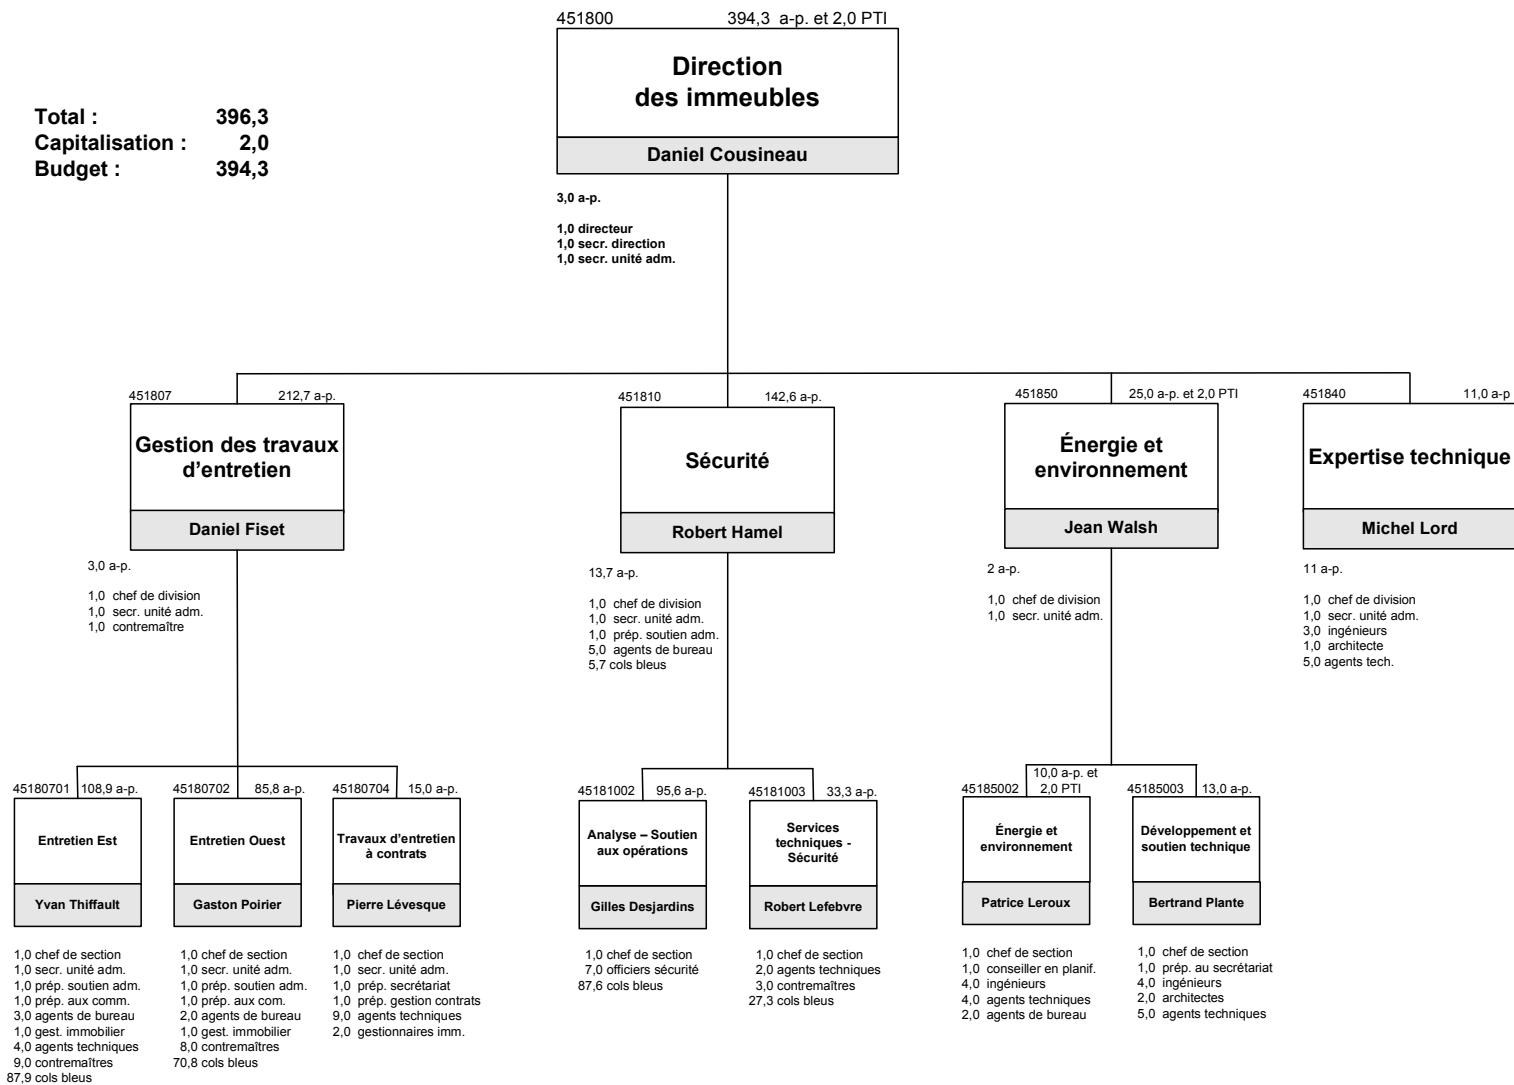 451800 394,3 a-p. et 2,0 PTI
Direction
des immeubles
Daniel Cousineau
Total : 396,3
Capitalisation : 2,0
Budget : 394,3
3,0 a-p.
1,0 directeur
1,0 secr. direction
1,0 secr. unité adm.
451807 212,7 a-p.
Gestion des travaux
d'entretien
Daniel Fiset
3,0 a-p.
1,0 chef de division
1,0 secr. unité adm.
1,0 contremaître
451810 142,6 a-p.
Sécurité
Robert Hamel
13,7 a-p.
1,0 chef de division
1,0 secr. unité adm.
1,0 prép. soutien adm.
5,0 agents de bureau
5,7 cols bleus
451850 25,0 a-p. et 2,0 PTI
Énergie et
environnement
Jean Walsh
2 a-p.
1,0 chef de division
1,0 secr. unité adm.
451840 11,0 a-p
Expertise technique
Michel Lord
11 a-p.
1,0 chef de division
1,0 secr. unité adm.
3,0 ingénieurs
1,0 architecte
5,0 agents tech.
45180701 108,9 a-p.
Entretien Est
Yvan Thiffault
1,0 chef de section
1,0 secr. unité adm.
1,0 prép. soutien adm.
1,0 prép. aux comm.
3,0 agents de bureau
1,0 gest. immobilier
4,0 agents techniques
9,0 contremaîtres
87,9 cols bleus
45180702 85,8 a-p.
Entretien Ouest
Gaston Poirier
1,0 chef de section
1,0 secr. unité adm.
1,0 prép. soutien adm.
1,0 prép. aux com.
2,0 agents de bureau
1,0 gest. immobilier
8,0 contremaîtres
70,8 cols bleus
45180704 15,0 a-p.
Travaux d'entretien
à contrats
Pierre Lévesque
1,0 chef de section
1,0 secr. unité adm.
1,0 prép. secrétariat
1,0 prép. gestion contrats
9,0 agents techniques
2,0 gestionnaires imm.
45181002 95,6 a-p.
Analyse – Soutien
aux opérations
Gilles Desjardins
1,0 chef de section
7,0 officiers sécurité
87,6 cols bleus
45181003 33,3 a-p.
Services
techniques -
Sécurité
Robert Lefebvre
1,0 chef de section
2,0 agents techniques
3,0 contremaîtres
27,3 cols bleus
10,0 a-p. et
45185002 2,0 PTI
Énergie et
environnement
Patrice Leroux
1,0 chef de section
1,0 conseiller en planif.
4,0 ingénieurs
4,0 agents techniques
2,0 agents de bureau
45185003 13,0 a-p.
Développement et
soutien technique
Bertrand Plante
1,0 chef de section
1,0 prép. au secrétariat
4,0 ingénieurs
2,0 architectes
5,0 agents techniques